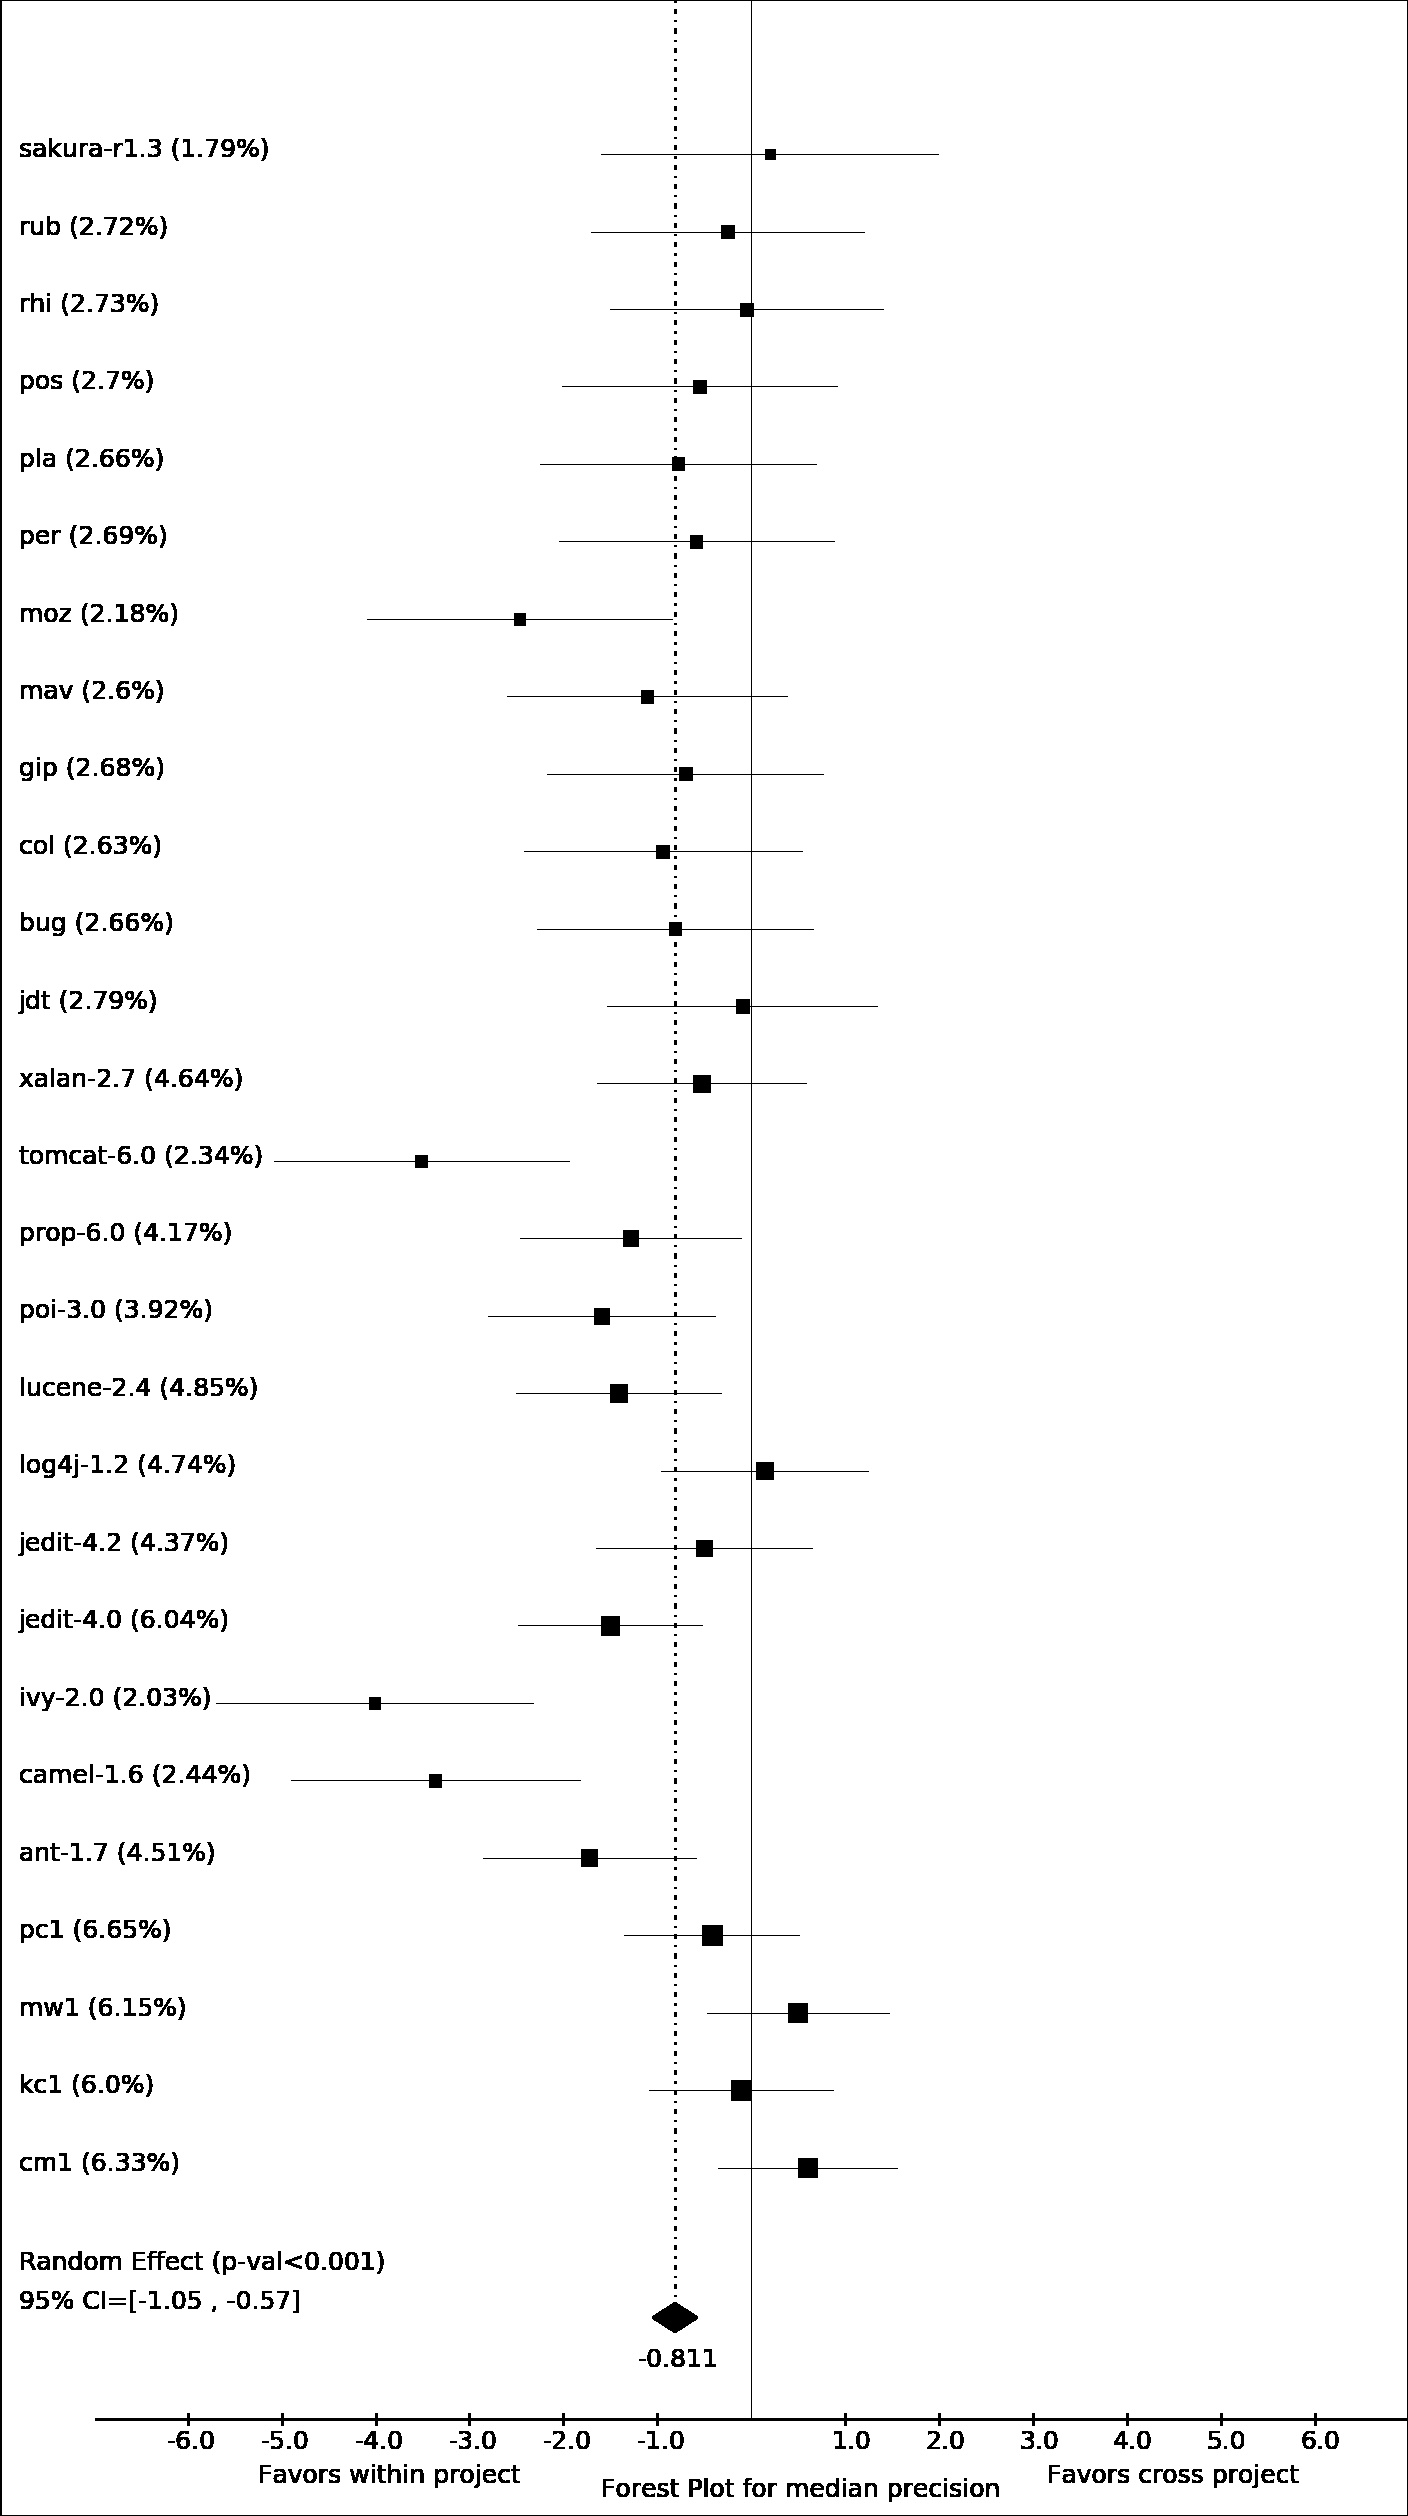 sakura-r1.3 (1.79%)
rub (2.72%)
rhi (2.73%)
pos (2.7%)
pla (2.66%)
per (2.69%)
moz (2.18%)
mav (2.6%)
gip (2.68%)
col (2.63%)
bug (2.66%)
jdt (2.79%)
xalan-2.7 (4.64%)
tomcat-6.0 (2.34%)
prop-6.0 (4.17%)
poi-3.0 (3.92%)
lucene-2.4 (4.85%)
log4j-1.2 (4.74%)
jedit-4.2 (4.37%)
jedit-4.0 (6.04%)
ivy-2.0 (2.03%)
camel-1.6 (2.44%)
ant-1.7 (4.51%)
pc1 (6.65%)
mw1 (6.15%)
kc1 (6.0%)
cm1 (6.33%)
Random Effect (p-val<0.001)
95% CI=[-1.05 , -0.57]
-0.811
-6.0 -5.0 -4.0 -3.0 -2.0 -1.0 1.0 2.0 3.0 4.0 5.0 6.0
Favors within project Favors cross project
Forest Plot for median precision